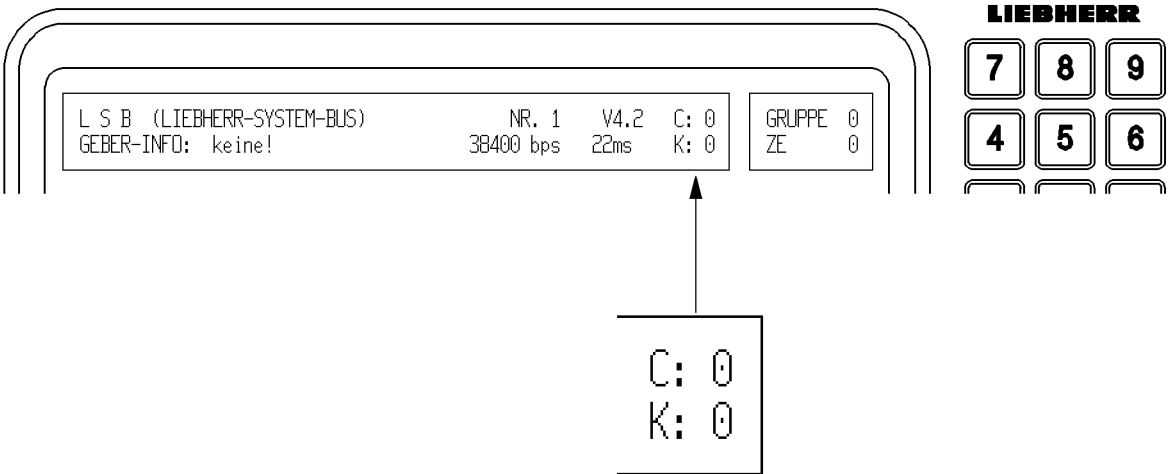 LIEBHERR
L S B (LIEBHERR-SYSTEM-BUS) NR. 1 V4.2 C: 0
GEBER-INFO: keine! 38400 bps 22ms K: 0
GRUPPE 0
ZE 0
7 8 9
4 5 6
C: 0
K: 0